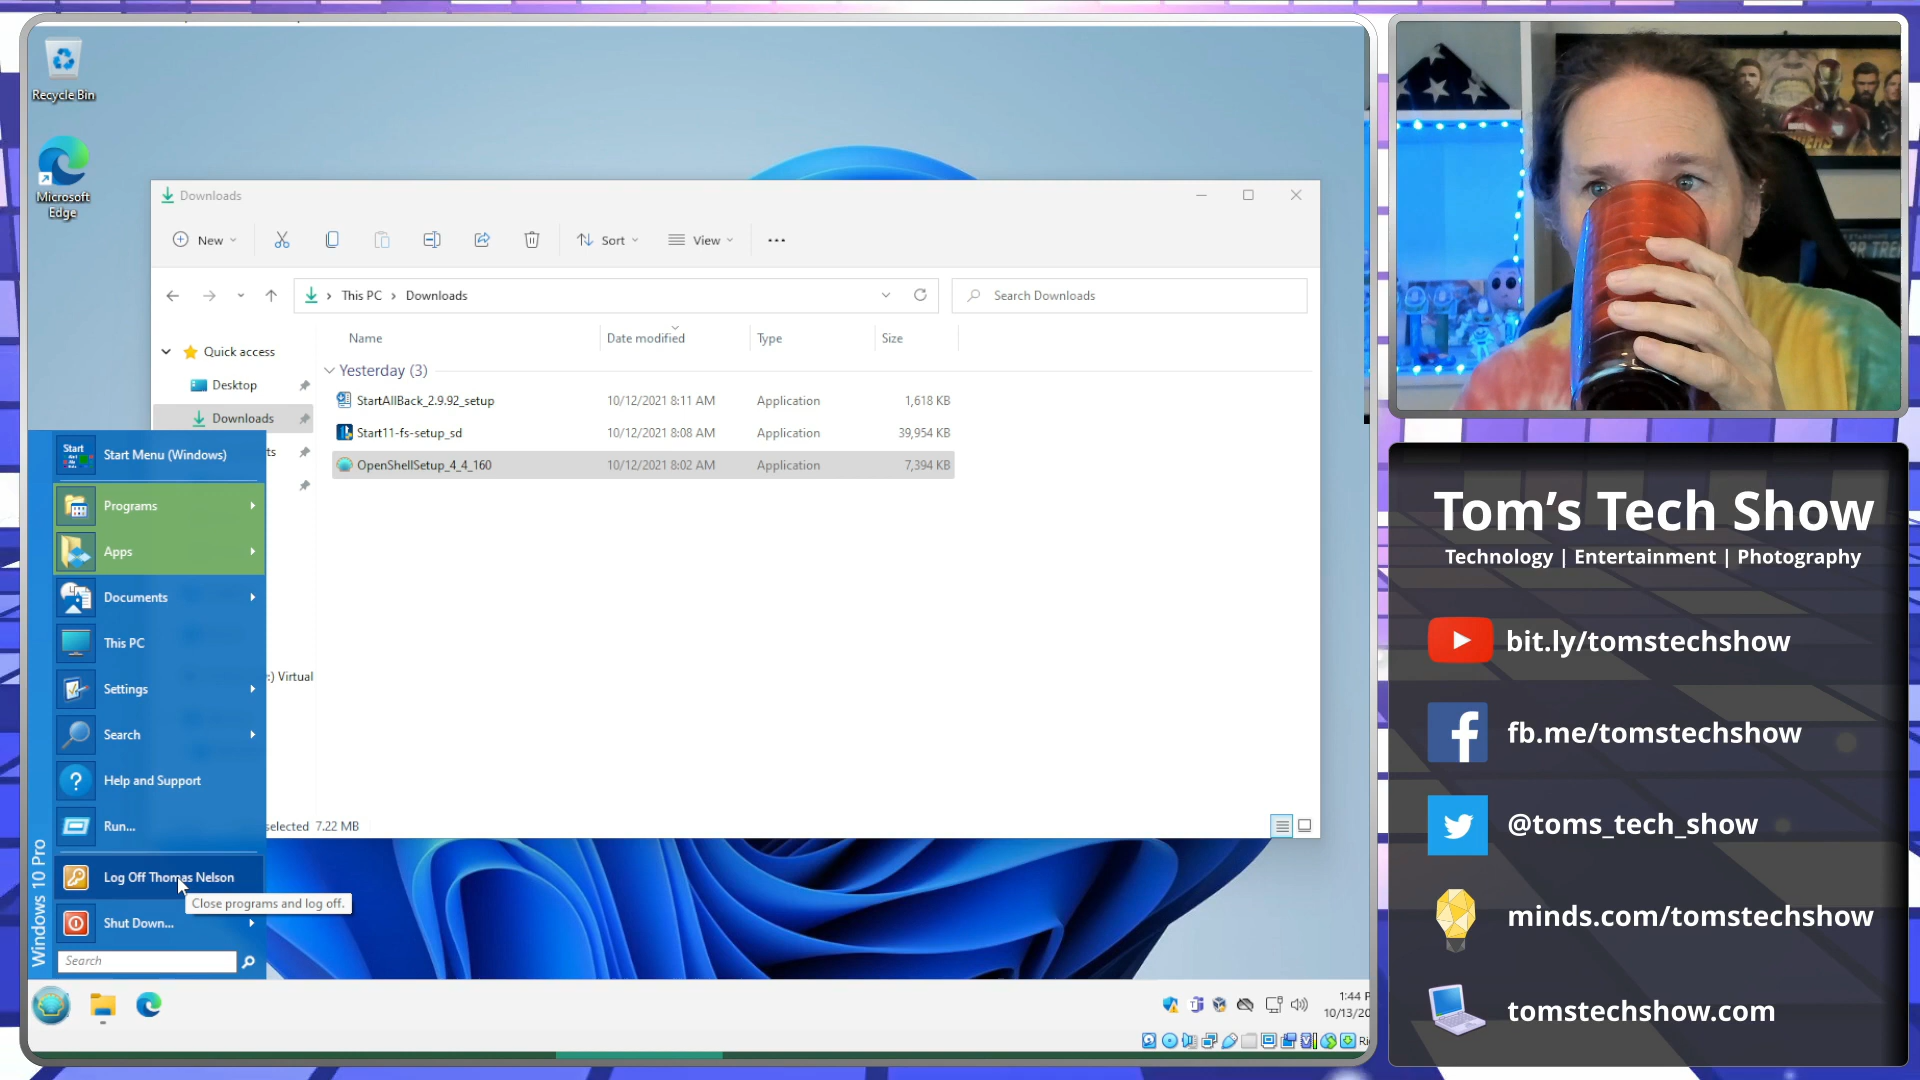 Recycle Bin
Microsoft
Edge
Downloads
New
Sort
View
This PC
Downloads
Search Downloads
Name
Date modified
Type
Size
Quick access
Desktop
Downloads
ts
Yesterday (3)
StartAllBack_2.9.92_setup
10/12/2021 8:11 AM
Application
1,618 KB
Start11-fs-setup_sd
10/12/2021 8:08 AM
Application
39,954 KB
OpenShellSetup_4_4_160
10/12/2021 8:02 AM
Application
7,394 KB
:) Virtual
selected 7.22 MB
Start
Start Menu (Windows)
Programs
Apps
Documents
This PC
Settings
Search
Help and Support
Run...
Log Off Thomas Nelson
Close programs and log off.
Shut Down...
Search
Windows 10 Pro
1:44 P
10/13/20
Ri
Tom's Tech Show
Technology | Entertainment | Photography
bit.ly/tomstechshow
fb.me/tomstechshow
@toms_tech_show
minds.com/tomstechshow
tomstechshow.com